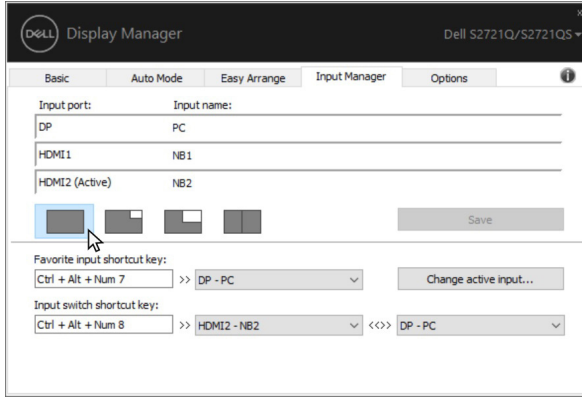 DELL Display Manager
Dell S2721Q/S2721QS
Basic Auto Mode Easy Arrange Input Manager Options
Input port: Input name:
DP PC
HDMI1 NB1
HDMI2 (Active) NB2
Save
Favorite input shortcut key:
Ctrl + Alt + Num 7 >> DP - PC Change active input...
Input switch shortcut key:
Ctrl + Alt + Num 8 >> HDMI2 - NB2 <<>> DP - PC